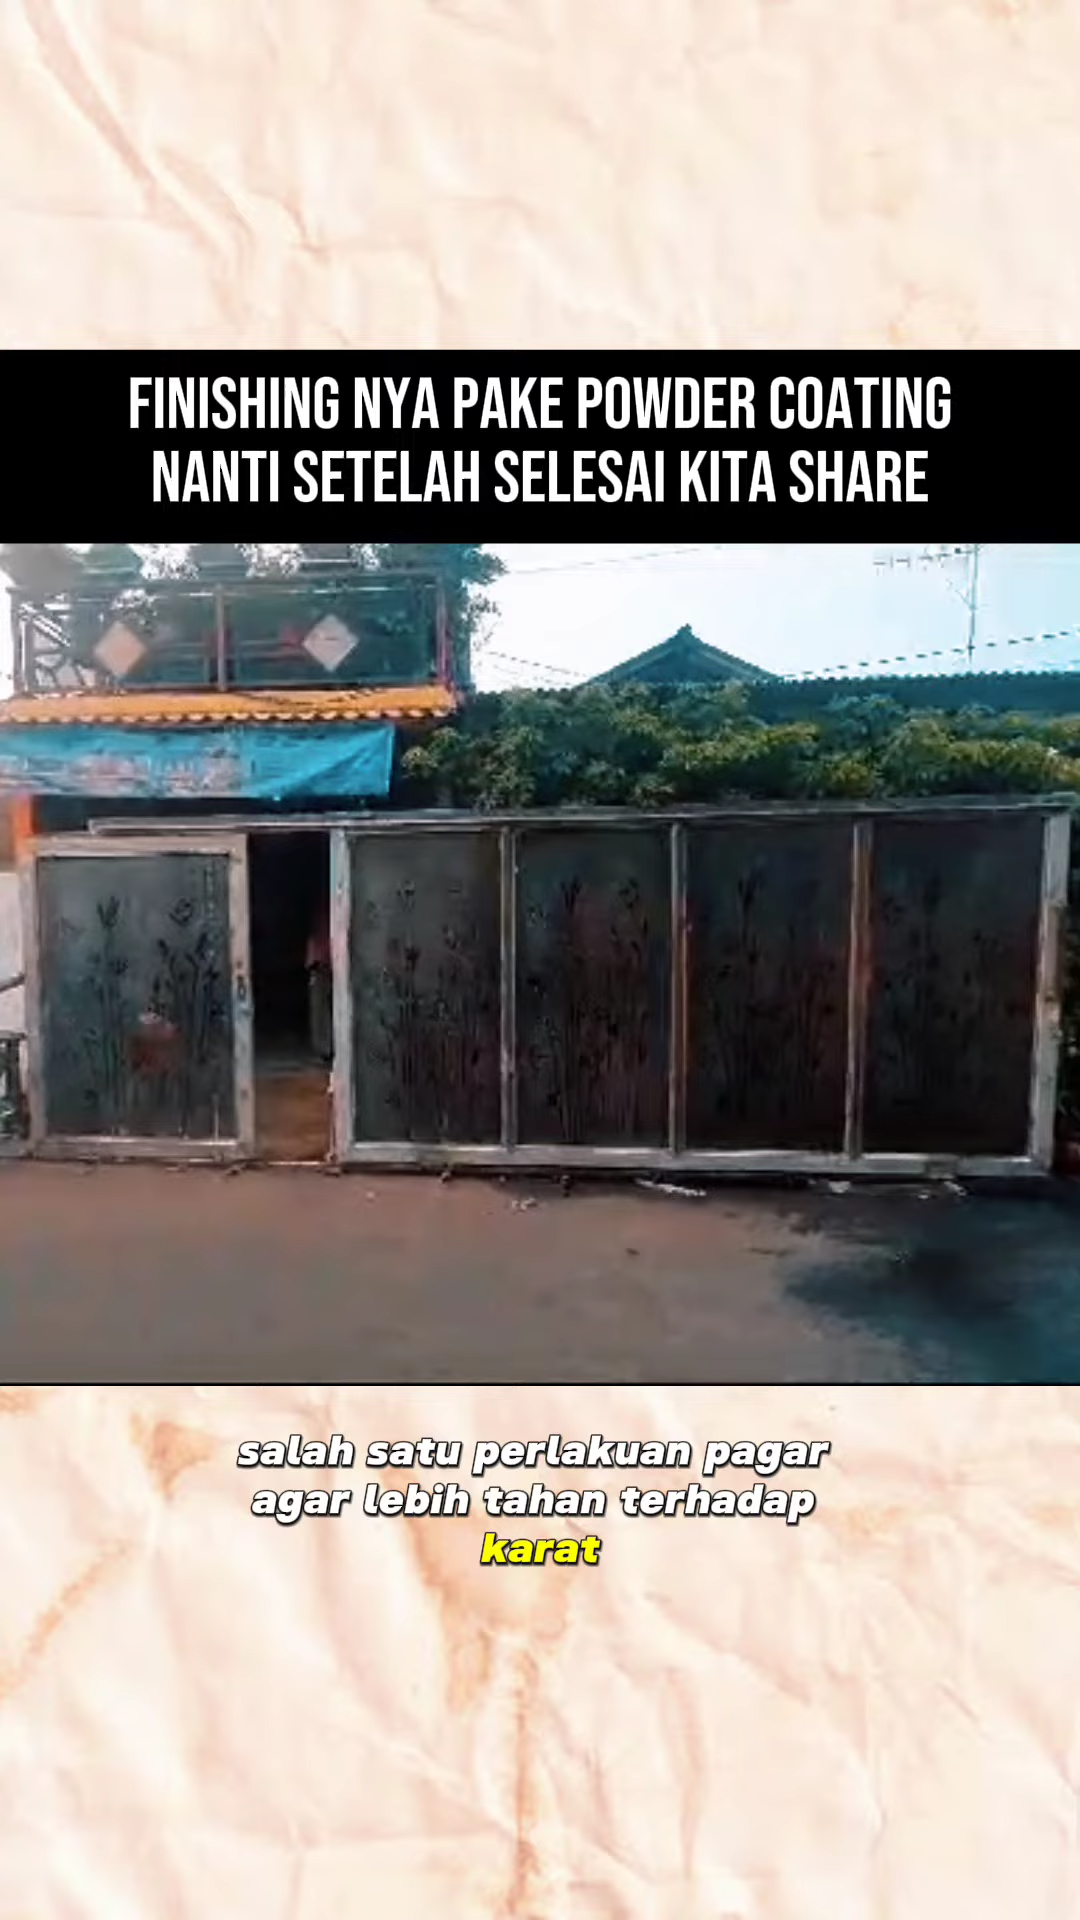 FINISHING NYA PAKE POWDER COATING
NANTI SETELAH SELESAI KITA SHARE
salah satu perlakuan pagar
agar lebih tahan terhadap
karat